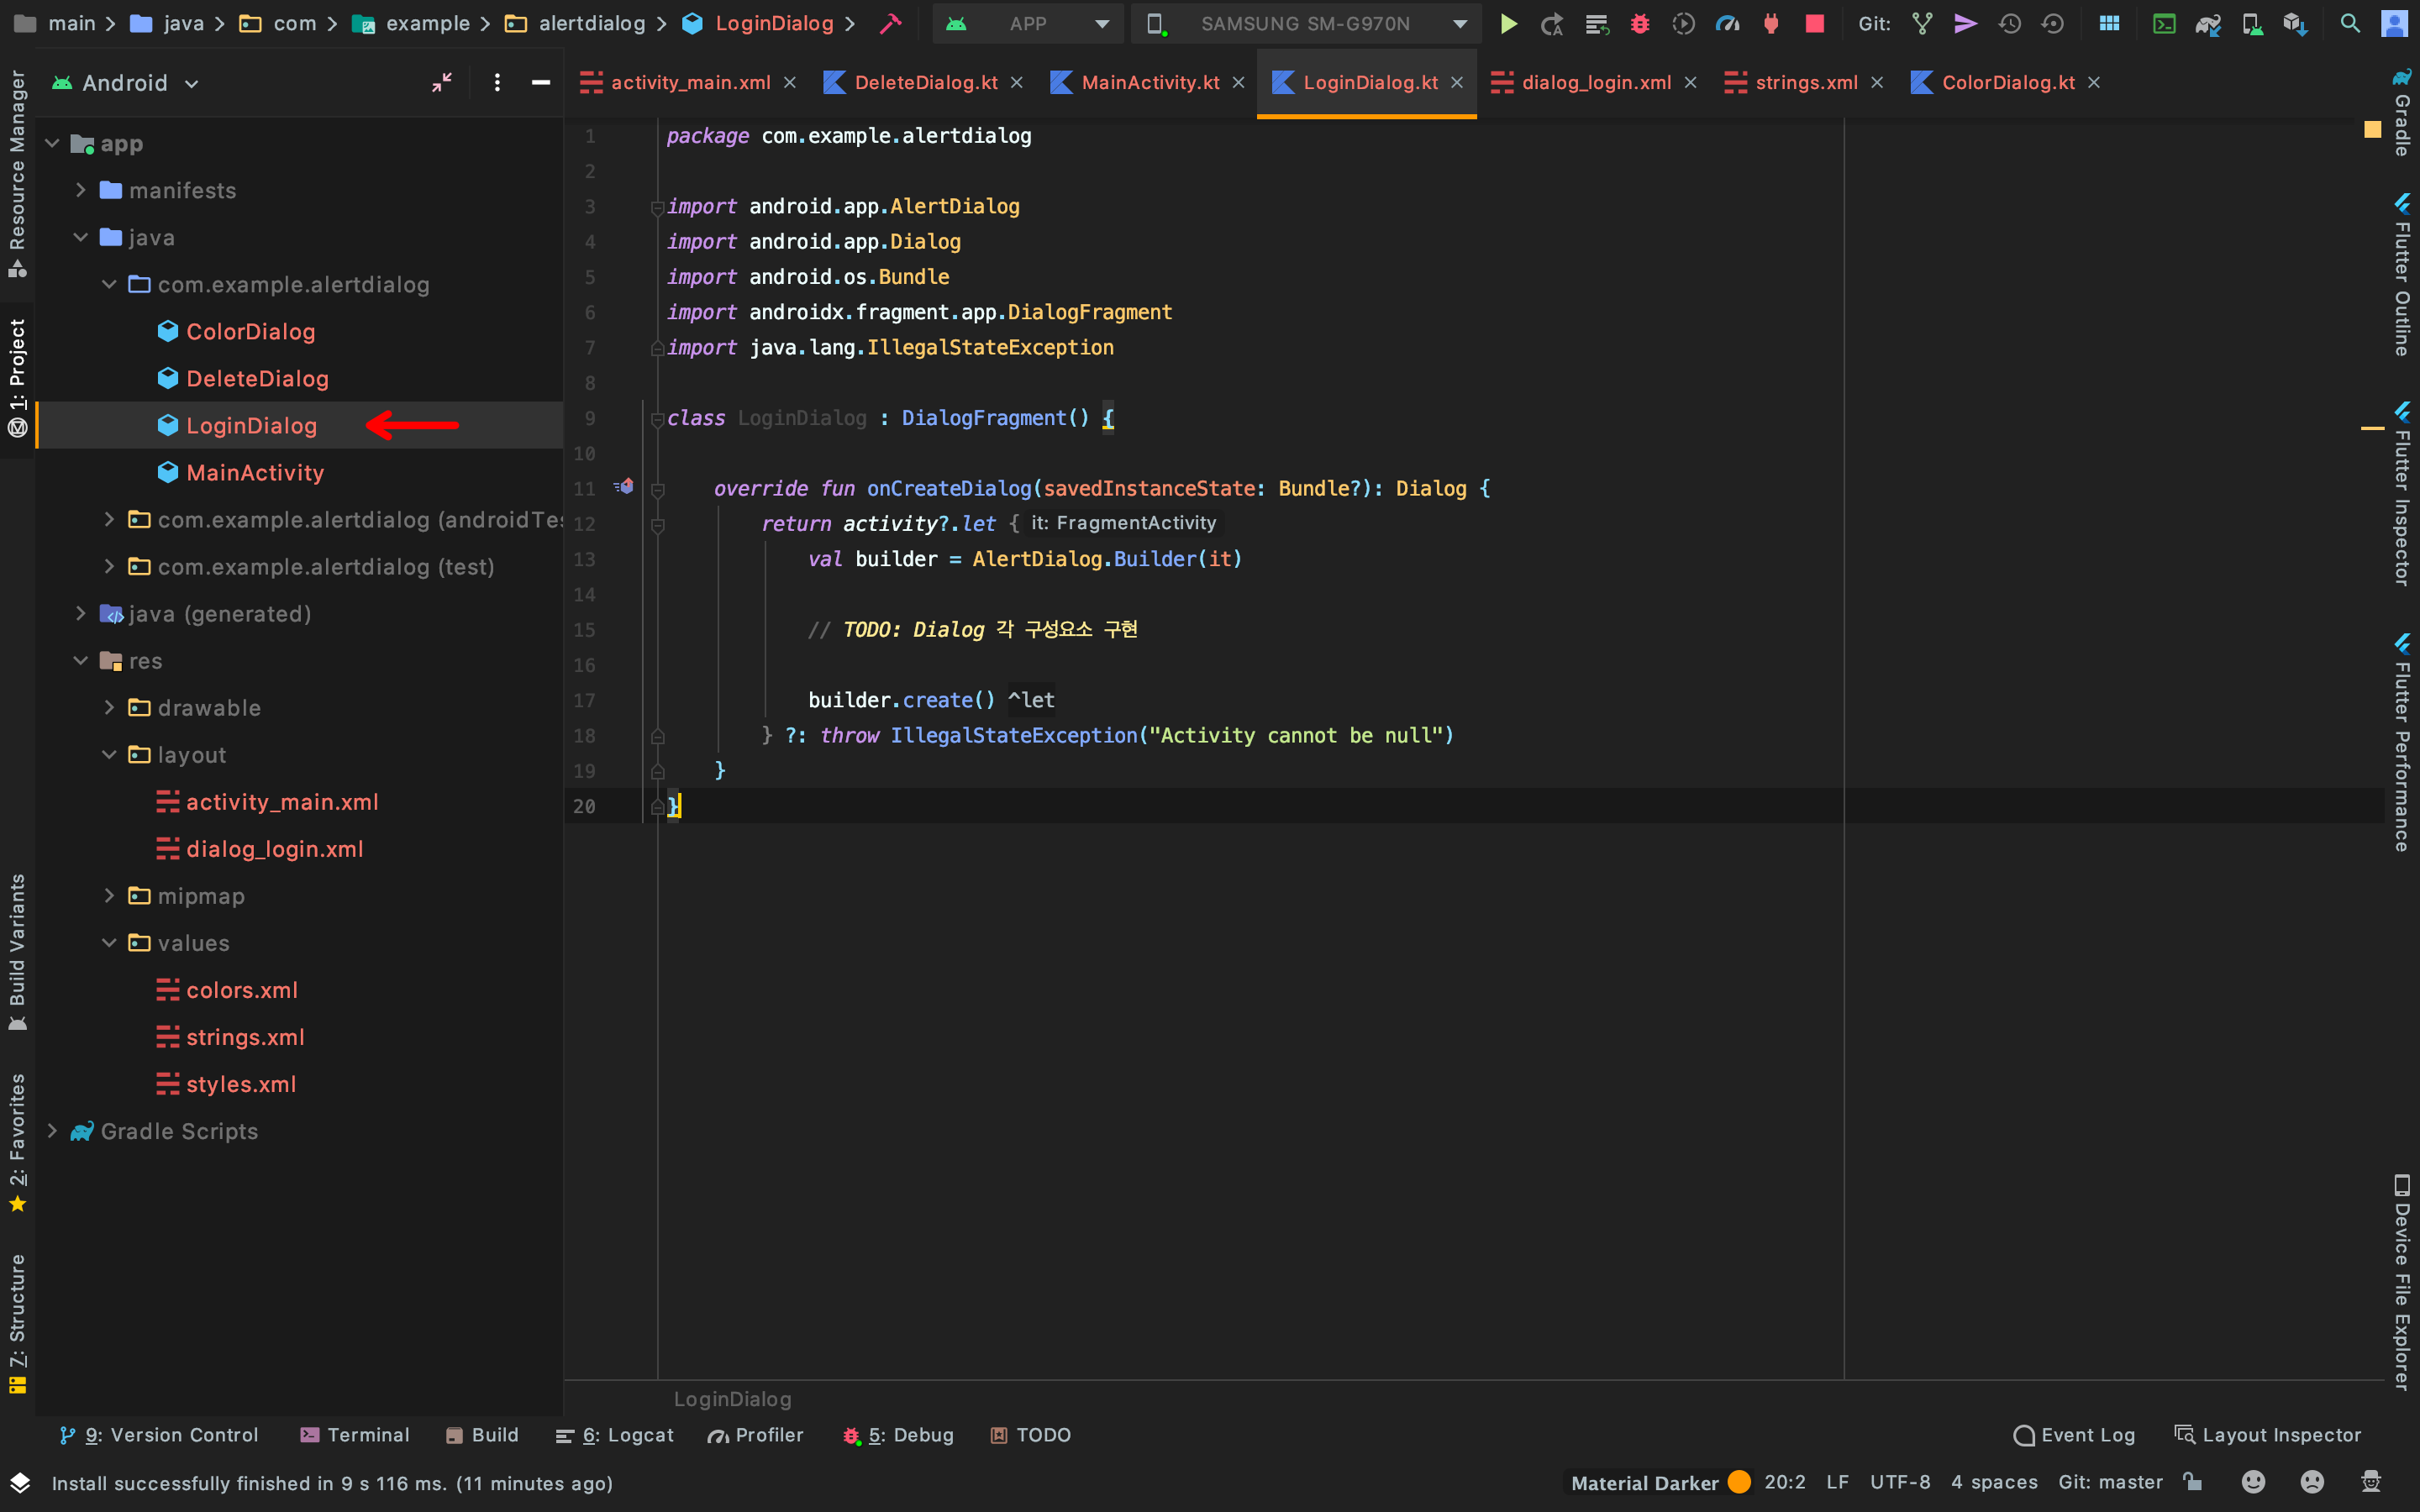 main
java
com
example
alertdialog
LoginDialog
APP
SAMSUNG SM-G970N
Git:
Android
activity_main.xml
DeleteDialog.kt
MainActivity.kt
LoginDialog.kt
dialog_login.xml
strings.xml
ColorDialog.kt
Resource Manager
1: Project
Build Variants
2: Favorites
7: Structure
app
manifests
java
com.example.alertdialog
ColorDialog
DeleteDialog
LoginDialog
MainActivity
com.example.alertdialog (androidTes
com.example.alertdialog (test)
java (generated)
res
drawable
layout
activity_main.xml
dialog_login.xml
mipmap
values
colors.xml
strings.xml
styles.xml
Gradle Scripts
1 package com.example.alertdialog
2
3 import android.app.AlertDialog
4 import android.app.Dialog
5 import android.os.Bundle
6 import androidx.fragment.app.DialogFragment
7 import java.lang.IllegalStateException
8
9 class LoginDialog : DialogFragment() {
10
11 override fun onCreateDialog(savedInstanceState: Bundle?): Dialog {
12 return activity?.let { it: FragmentActivity
13 val builder = AlertDialog.Builder(it)
14
15 // TODO: Dialog 각 구성요소 구현
16
17 builder.create() ^let
18 } ?: throw IllegalStateException("Activity cannot be null")
19 }
20 }
LoginDialog
Gradle
Flutter Outline
Flutter Inspector
Flutter Performance
Device File Explorer
9: Version Control
Terminal
Build
6: Logcat
Profiler
5: Debug
TODO
Event Log
Layout Inspector
Install successfully finished in 9 s 116 ms. (11 minutes ago)
Material Darker
20:2
LF
UTF-8
4 spaces
Git: master